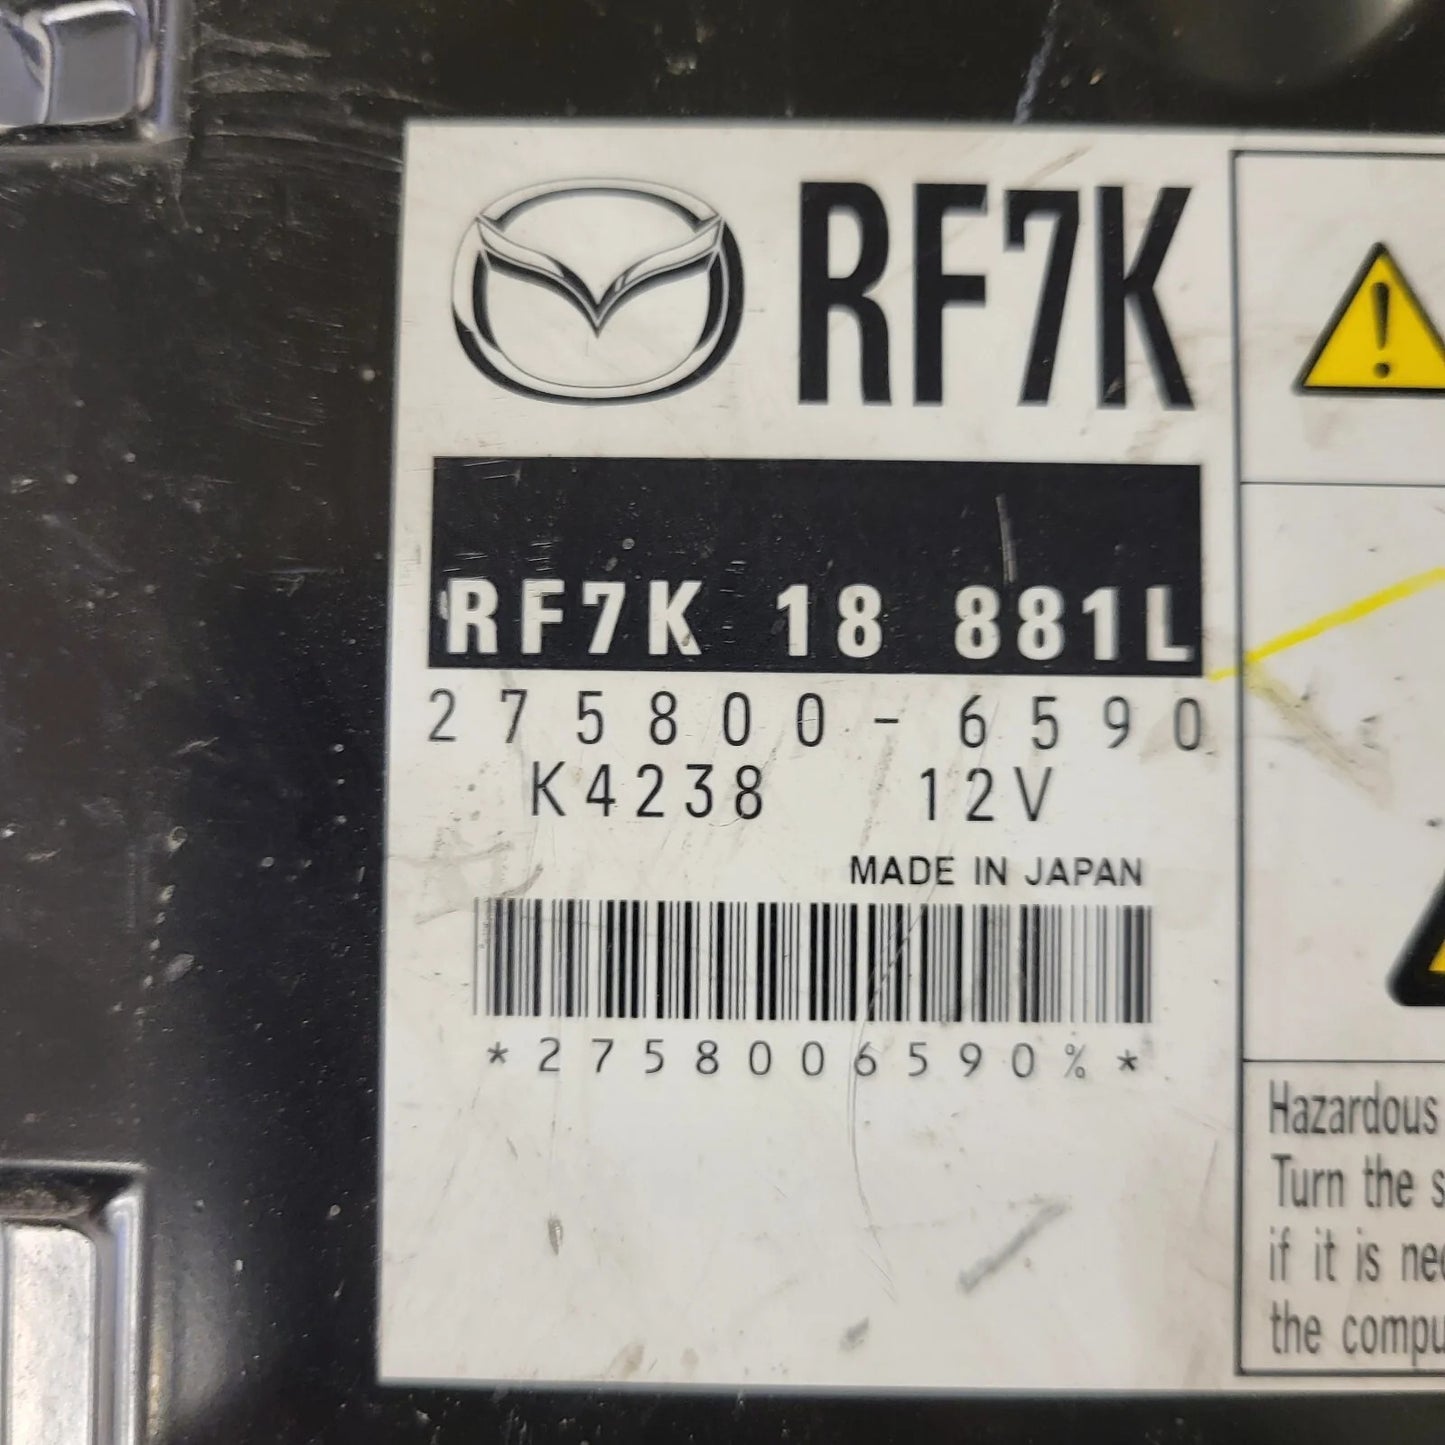 RF7K
RF7K 18 881L
275800-6590
K4238 12V
MADE IN JAPAN
*2758006590%*
Hazardous
Turn the
if it is
the